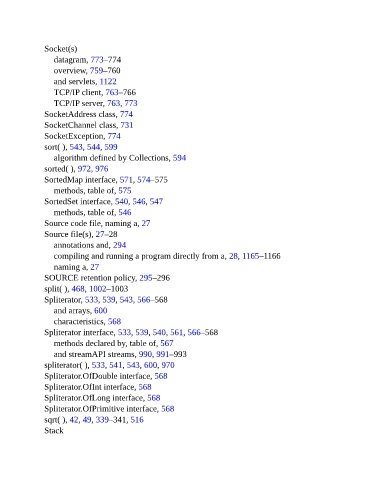 Socket(s)
datagram, 773–774
overview, 759–760
and servlets, 1122
TCP/IP client, 763–766
TCP/IP server, 763, 773
SocketAddress class, 774
SocketChannel class, 731
SocketException, 774
sort( ), 543, 544, 599
algorithm defined by Collections, 594
sorted( ), 972, 976
SortedMap interface, 571, 574–575
methods, table of, 575
SortedSet interface, 540, 546, 547
methods, table of, 546
Source code file, naming a, 27
Source file(s), 27–28
annotations and, 294
compiling and running a program directly from a, 28, 1165–1166
naming a, 27
SOURCE retention policy, 295–296
split( ), 468, 1002–1003
Spliterator, 533, 539, 543, 566–568
and arrays, 600
characteristics, 568
Spliterator interface, 533, 539, 540, 561, 566–568
methods declared by, table of, 567
and streamAPI streams, 990, 991–993
spliterator( ), 533, 541, 543, 600, 970
Spliterator.OfDouble interface, 568
Spliterator.OfInt interface, 568
Spliterator.OfLong interface, 568
Spliterator.OfPrimitive interface, 568
sqrt( ), 42, 49, 339–341, 516
Stack